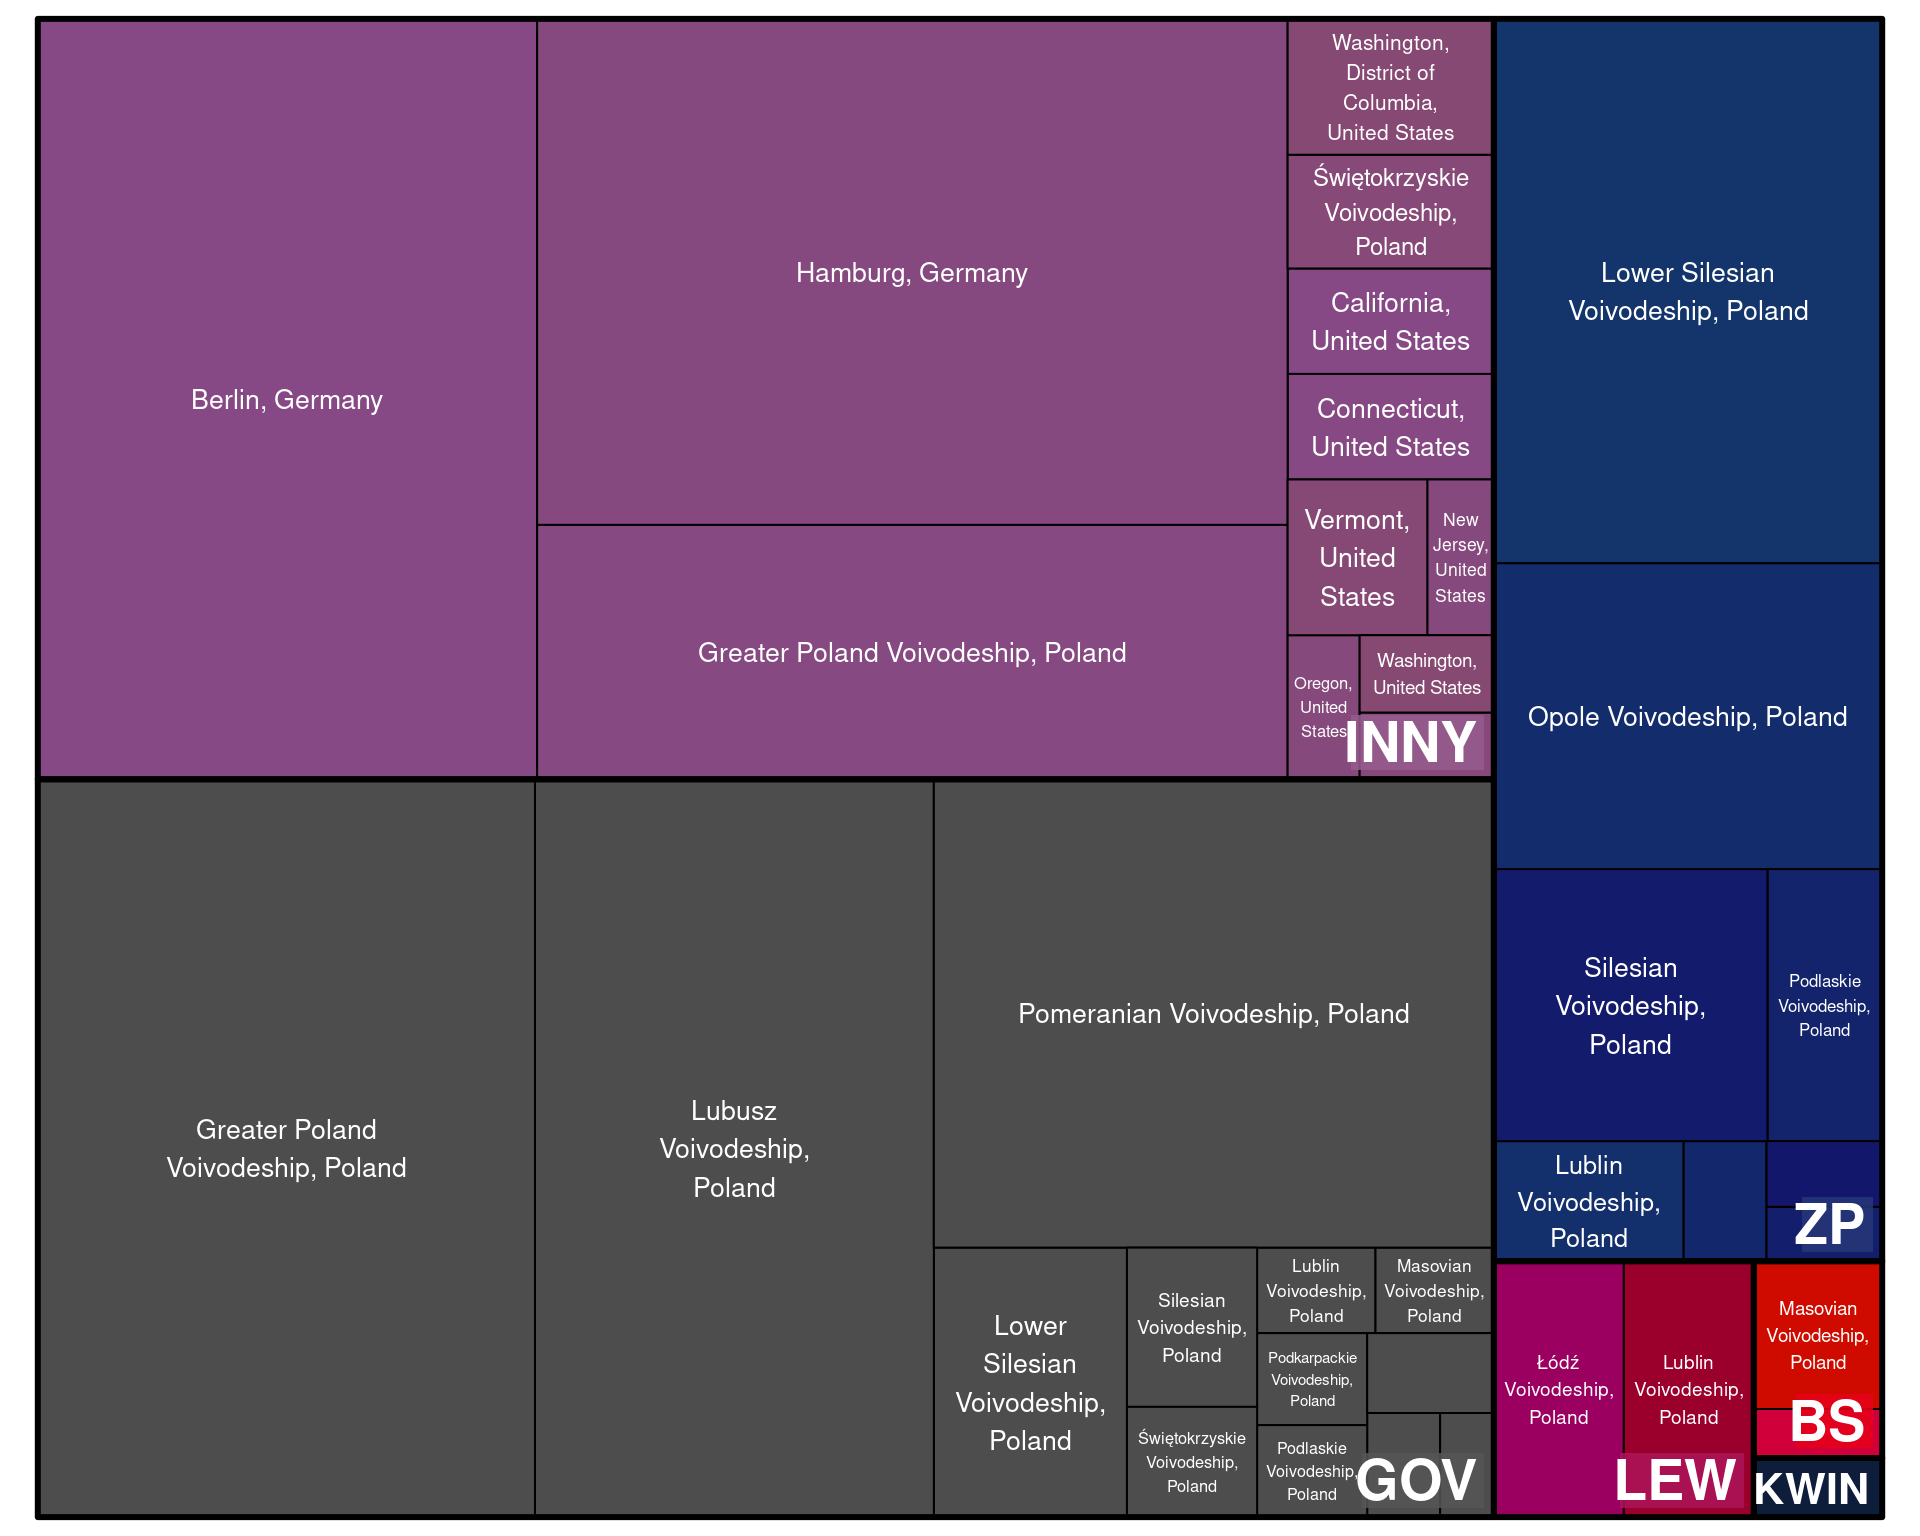 Berlin, Germany
Hamburg, Germany
Greater Poland Voivodeship, Poland
Washington,
District of
Columbia,
United States
Świętokrzyskie
Voivodeship,
Poland
California,
United States
Connecticut,
United States
Vermont,
United
States
New
Jersey,
United
States
Oregon,
United
States
Washington,
United States
INNY
Greater Poland
Voivodeship, Poland
Lubusz
Voivodeship,
Poland
Pomeranian Voivodeship, Poland
Lower
Silesian
Voivodeship,
Poland
Silesian
Voivodeship,
Poland
Świętokrzyskie
Voivodeship,
Poland
Lublin
Voivodeship,
Poland
Masovian
Voivodeship,
Poland
Podkarpackie
Voivodeship,
Poland
Podlaskie
Voivodeship,
Poland
GOV
Lower Silesian
Voivodeship, Poland
Opole Voivodeship, Poland
Silesian
Voivodeship,
Poland
Podlaskie
Voivodeship,
Poland
Lublin
Voivodeship,
Poland
ZP
Łódź
Voivodeship,
Poland
Lublin
Voivodeship,
Poland
LEW
Masovian
Voivodeship,
Poland
BS
KWIN